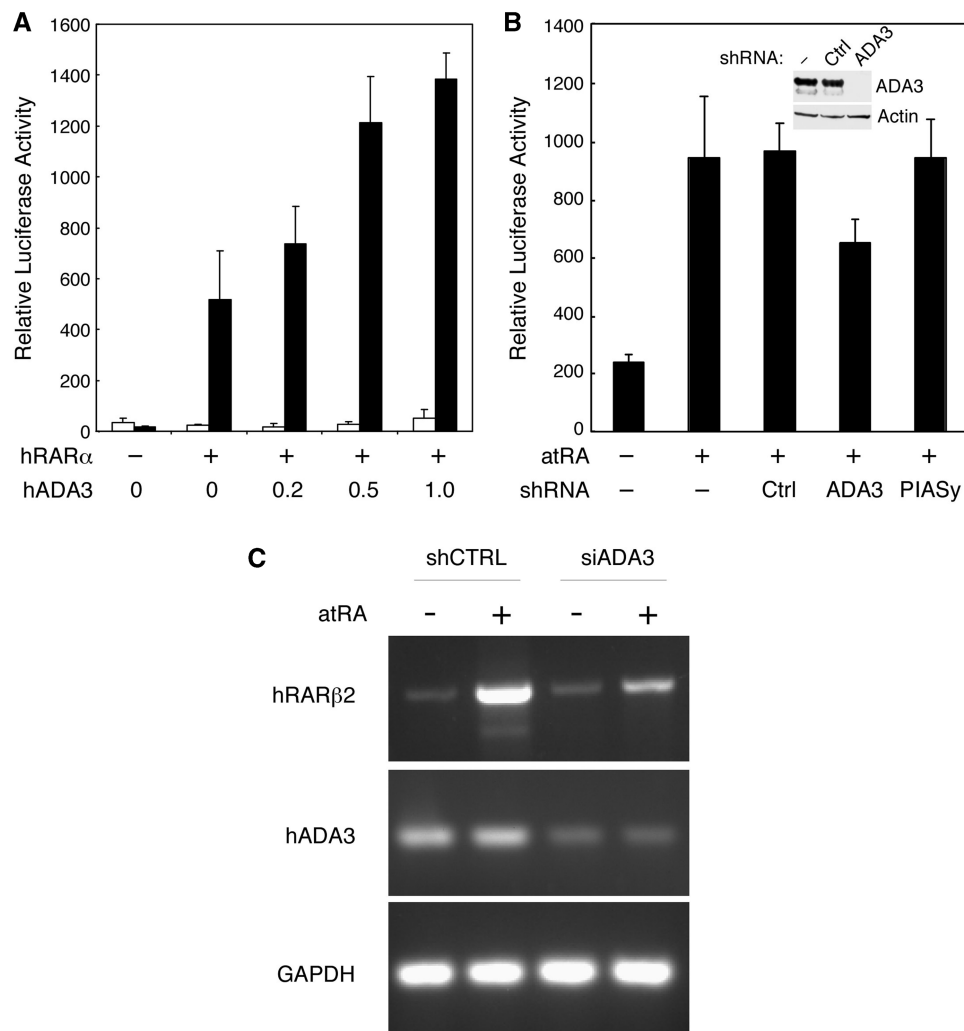 A
Relative Luciferase Activity
1600
1400
1200
1000
800
600
400
200
0
hRARα − + + + +
hADA3 0 0 0.2 0.5 1.0
B
Relative Luciferase Activity
1400
1200
1000
800
600
400
200
0
shRNA: − Ctrl ADA3
ADA3
Actin
atRA − + + + +
shRNA − − Ctrl ADA3 PIASy
C
shCTRL siADA3
atRA - + - +
hRARβ2
hADA3
GAPDH